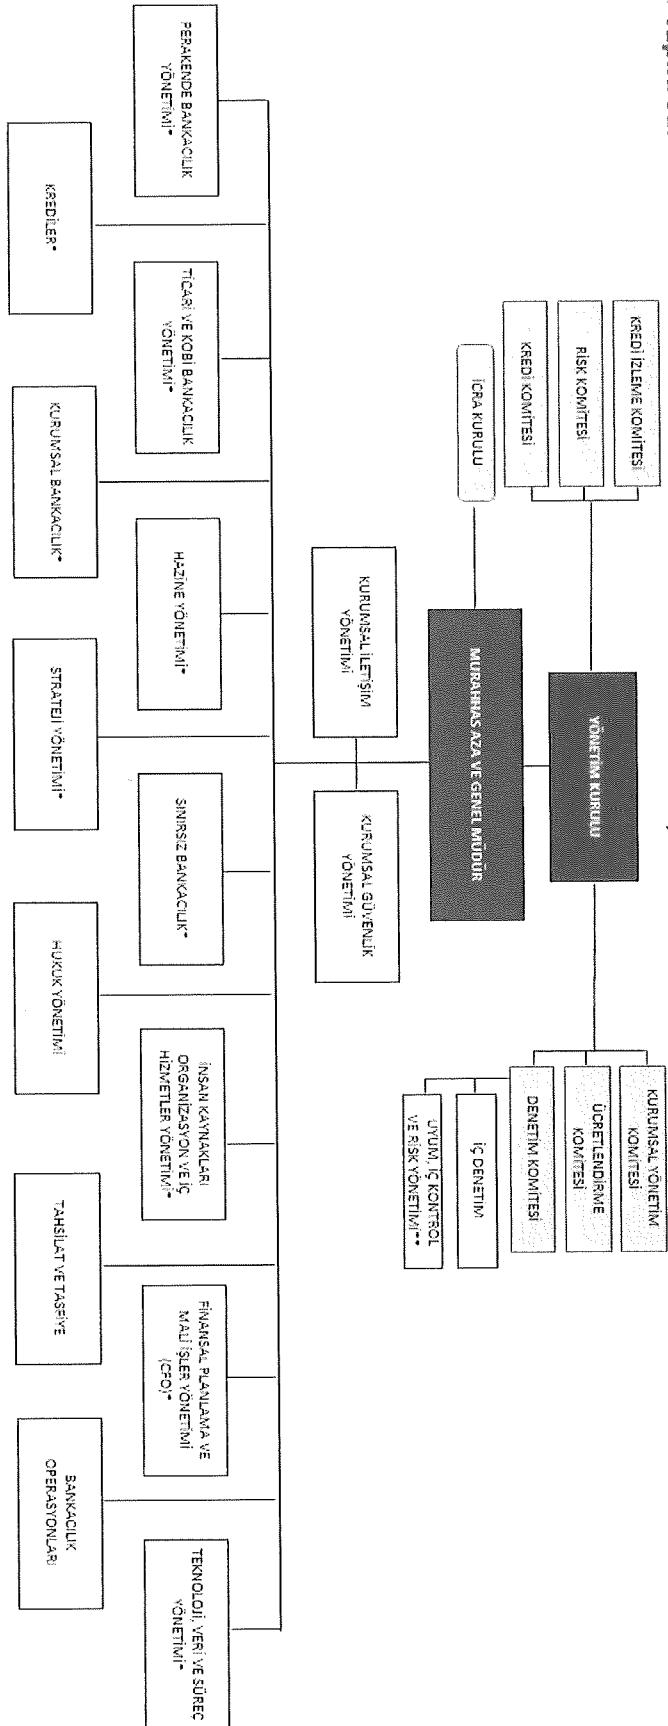 YÖNETİM KURULU
KREDİ İZLEME KOMİTESİ
RİSK KOMİTESİ
KREDİ KOMİTESİ
KURUMSAL YÖNETİM
KOMİTESİ
ÜCRETLENDİRME
KOMİTESİ
DENETİM KOMİTESİ
İÇ DENETİM
UYUM, İÇ KONTROL
VE RİSK YÖNETİMİ**
İCRA KURULU
MURAHHAS AZA VE GENEL MÜDÜR
KURUMSAL İLETİŞİM
YÖNETİMİ
KURUMSAL GÜVENLİK
YÖNETİMİ
PERAKENDE BANKACILIK
YÖNETİMİ*
TİCARİ VE KOBİ BANKACILIK
YÖNETİMİ*
HAZİNE YÖNETİMİ*
SINIRSIZ BANKACILIK*
İNSAN KAYNAKLARI
ORGANİZASYON VE İÇ
HİZMETLER YÖNETİMİ*
FİNANSAL PLANLAMA VE
MALİ İŞLER YÖNETİMİ
(CFO)*
TEKNOLOJİ, VERİ VE SÜREÇ
YÖNETİMİ*
KREDİLER*
KURUMSAL BANKACILIK*
STRATEJİ YÖNETİMİ*
HUKUK YÖNETİMİ
TAHSİLAT VE TASFİYE
BANKACILIK
OPERASYONLARI